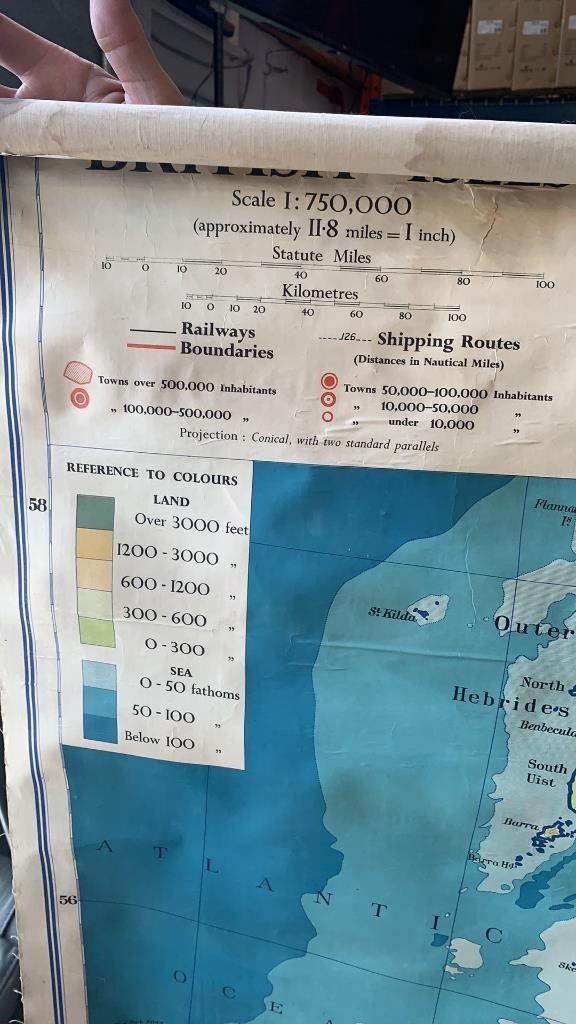 BRITISH ISLES
Scale 1:750,000
(approximately 11·8 miles = 1 inch)
Statute Miles
10 0 10 20 40 60 80 100
Kilometres
10 0 10 20 40 60 80 100
Railways
Boundaries
126 Shipping Routes
(Distances in Nautical Miles)
Towns over 500,000 Inhabitants
„ 100,000–500,000 „
Towns 50,000–100,000 Inhabitants
„ 10,000–50,000 „
„ under 10,000 „
Projection : Conical, with two standard parallels
REFERENCE TO COLOURS
LAND
Over 3000 feet
1200 - 3000 „
600 - 1200 „
300 - 600 „
0 - 300 „
SEA
0 - 50 fathoms
50 - 100 „
Below 100 „
58
St Kilda
Outer
Hebrides
North
South
Uist
Barra
Barra Hd.
56
ATLANTIC